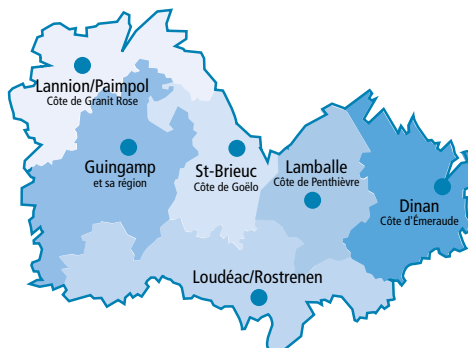 Lannion/Paimpol
Côte de Granit Rose
Guingamp
et sa région
St-Brieuc
Côte de Goëlo
Lamballe
Côte de Penthièvre
Dinan
Côte d'Émeraude
Loudéac/Rostrenen